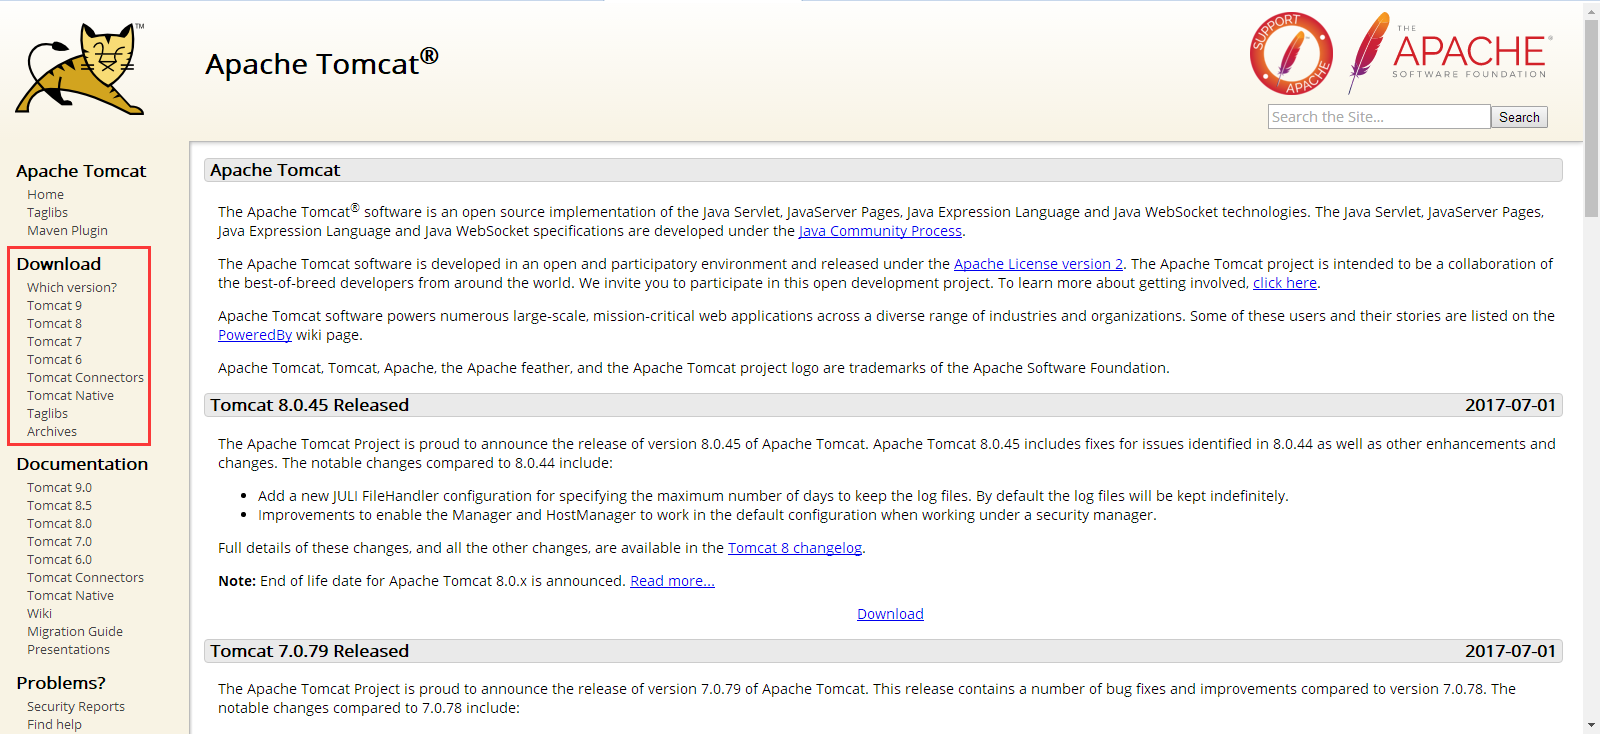 TM
Apache Tomcat®
SUPPORT APACHE
THE
APACHE®
SOFTWARE FOUNDATION
Search the Site...
Search
Apache Tomcat
Home
Taglibs
Maven Plugin
Download
Which version?
Tomcat 9
Tomcat 8
Tomcat 7
Tomcat 6
Tomcat Connectors
Tomcat Native
Taglibs
Archives
Documentation
Tomcat 9.0
Tomcat 8.5
Tomcat 8.0
Tomcat 7.0
Tomcat 6.0
Tomcat Connectors
Tomcat Native
Wiki
Migration Guide
Presentations
Problems?
Security Reports
Find help
Apache Tomcat
The Apache Tomcat® software is an open source implementation of the Java Servlet, JavaServer Pages, Java Expression Language and Java WebSocket technologies. The Java Servlet, JavaServer Pages,
Java Expression Language and Java WebSocket specifications are developed under the Java Community Process.
The Apache Tomcat software is developed in an open and participatory environment and released under the Apache License version 2. The Apache Tomcat project is intended to be a collaboration of
the best-of-breed developers from around the world. We invite you to participate in this open development project. To learn more about getting involved, click here.
Apache Tomcat software powers numerous large-scale, mission-critical web applications across a diverse range of industries and organizations. Some of these users and their stories are listed on the
PoweredBy wiki page.
Apache Tomcat, Tomcat, Apache, the Apache feather, and the Apache Tomcat project logo are trademarks of the Apache Software Foundation.
Tomcat 8.0.45 Released 2017-07-01
The Apache Tomcat Project is proud to announce the release of version 8.0.45 of Apache Tomcat. Apache Tomcat 8.0.45 includes fixes for issues identified in 8.0.44 as well as other enhancements and
changes. The notable changes compared to 8.0.44 include:
• Add a new JULI FileHandler configuration for specifying the maximum number of days to keep the log files. By default the log files will be kept indefinitely.
• Improvements to enable the Manager and HostManager to work in the default configuration when working under a security manager.
Full details of these changes, and all the other changes, are available in the Tomcat 8 changelog.
Note: End of life date for Apache Tomcat 8.0.x is announced. Read more...
Download
Tomcat 7.0.79 Released 2017-07-01
The Apache Tomcat Project is proud to announce the release of version 7.0.79 of Apache Tomcat. This release contains a number of bug fixes and improvements compared to version 7.0.78. The
notable changes compared to 7.0.78 include: